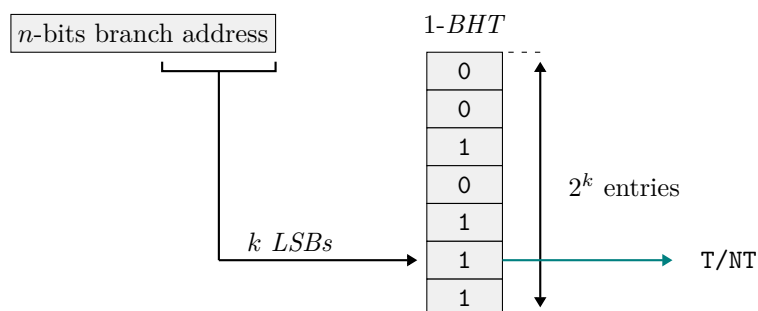 n-bits branch address
1-BHT
0
0
1
0
2^k entries
1
k LSBs
1
T/NT
1